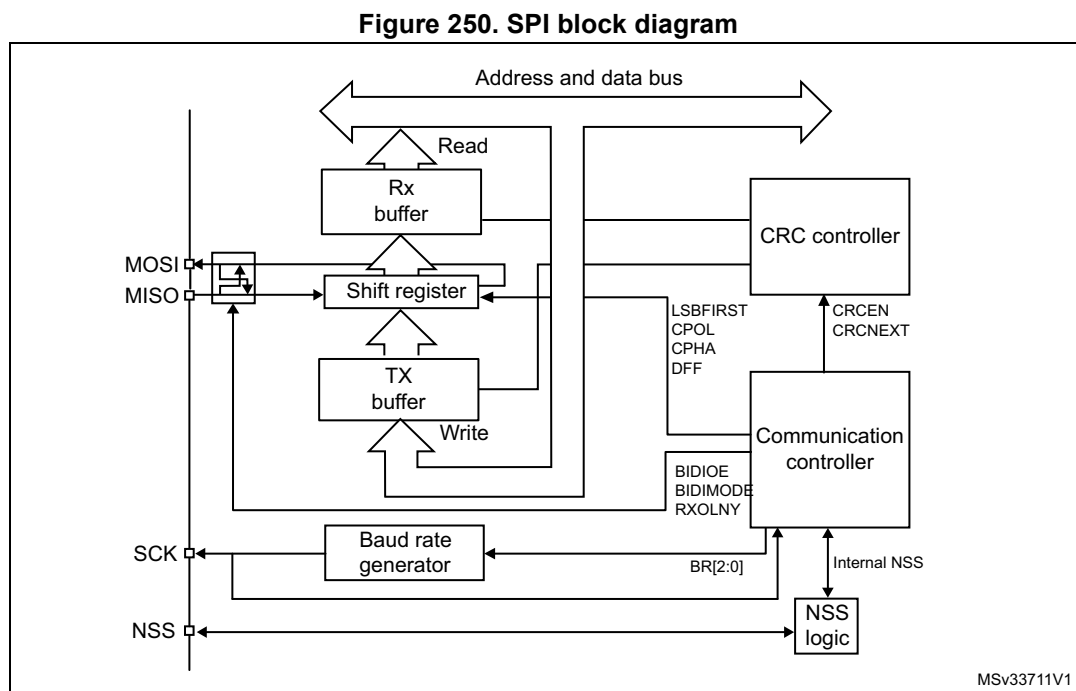 Figure 250. SPI block diagram
Address and data bus
Read
Rx
buffer
CRC controller
MOSI
MISO
Shift register
LSBFIRST
CPOL
CPHA
DFF
CRCEN
CRCNEXT
TX
buffer
Write
Communication
controller
BIDIOE
BIDIMODE
RXOLNY
SCK
Baud rate
generator
BR[2:0]
Internal NSS
NSS
NSS
logic
MSv33711V1